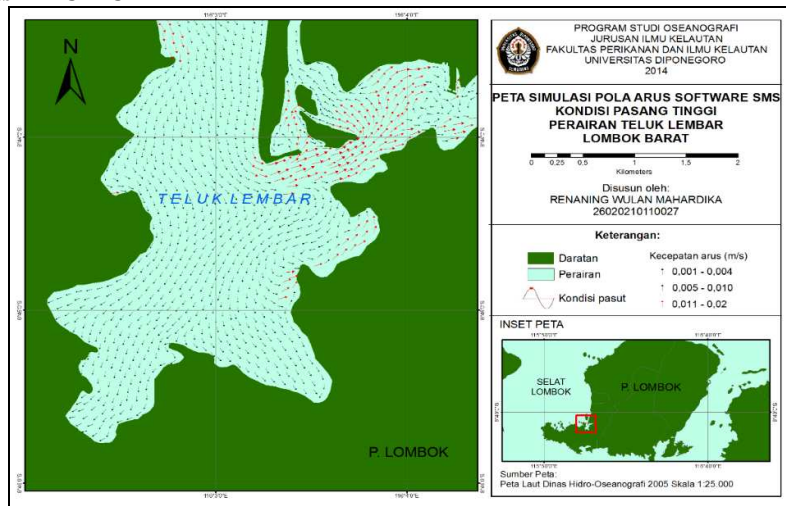 N
TELUK LEMBAR
P. LOMBOK
PROGRAM STUDI OSEANOGRAFI
JURUSAN ILMU KELAUTAN
FAKULTAS PERIKANAN DAN ILMU KELAUTAN
UNIVERSITAS DIPONEGORO
2014
PETA SIMULASI POLA ARUS SOFTWARE SMS
KONDISI PASANG TINGGI
PERAIRAN TELUK LEMBAR
LOMBOK BARAT
0 0.25 0.5 1 1.5 2
Kilometers
Disusun oleh:
RENANING WULAN MAHARDIKA
26020210110027
Keterangan:
Daratan
Perairan
Kondisi pasut
Kecepatan arus (m/s)
0,001 - 0,004
0,005 - 0,010
0,011 - 0,02
INSET PETA
SELAT
LOMBOK
P. LOMBOK
Sumber Peta:
Peta Laut Dinas Hidro-Oseanografi 2005 Skala 1:25.000